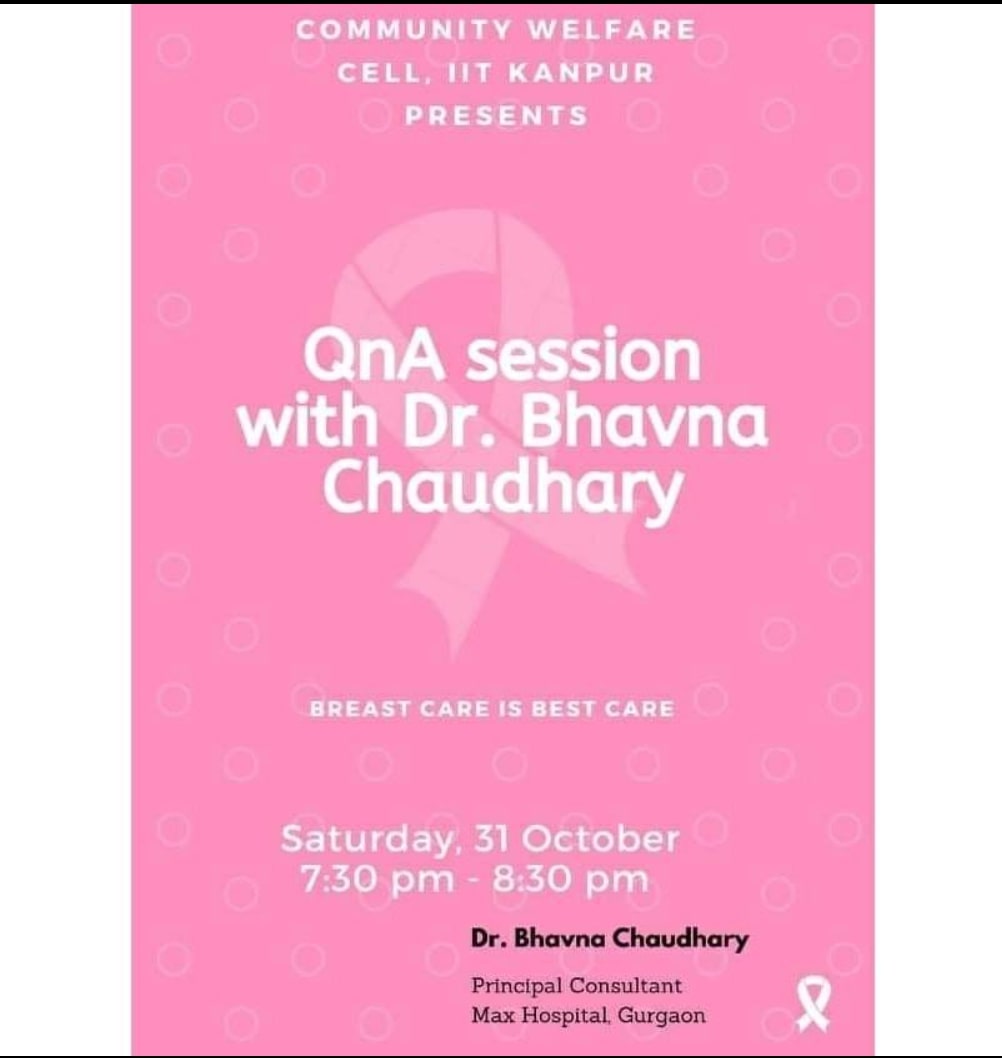 COMMUNITY WELFARE
CELL, IIT KANPUR
PRESENTS
QnA session
with Dr. Bhavna
Chaudhary
BREAST CARE IS BEST CARE
Saturday, 31 October
7:30 pm - 8:30 pm
Dr. Bhavna Chaudhary
Principal Consultant
Max Hospital, Gurgaon